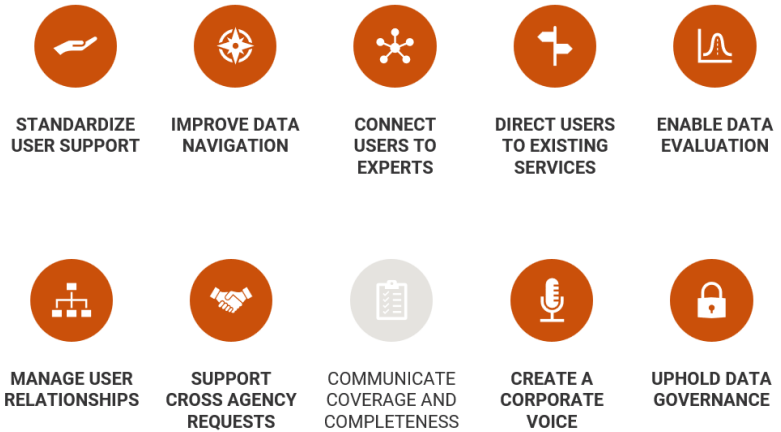 STANDARDIZE
USER SUPPORT
IMPROVE DATA
NAVIGATION
CONNECT
USERS TO
EXPERTS
DIRECT USERS
TO EXISTING
SERVICES
ENABLE DATA
EVALUATION
MANAGE USER
RELATIONSHIPS
SUPPORT
CROSS AGENCY
REQUESTS
COMMUNICATE
COVERAGE AND
COMPLETENESS
CREATE A
CORPORATE
VOICE
UPHOLD DATA
GOVERNANCE